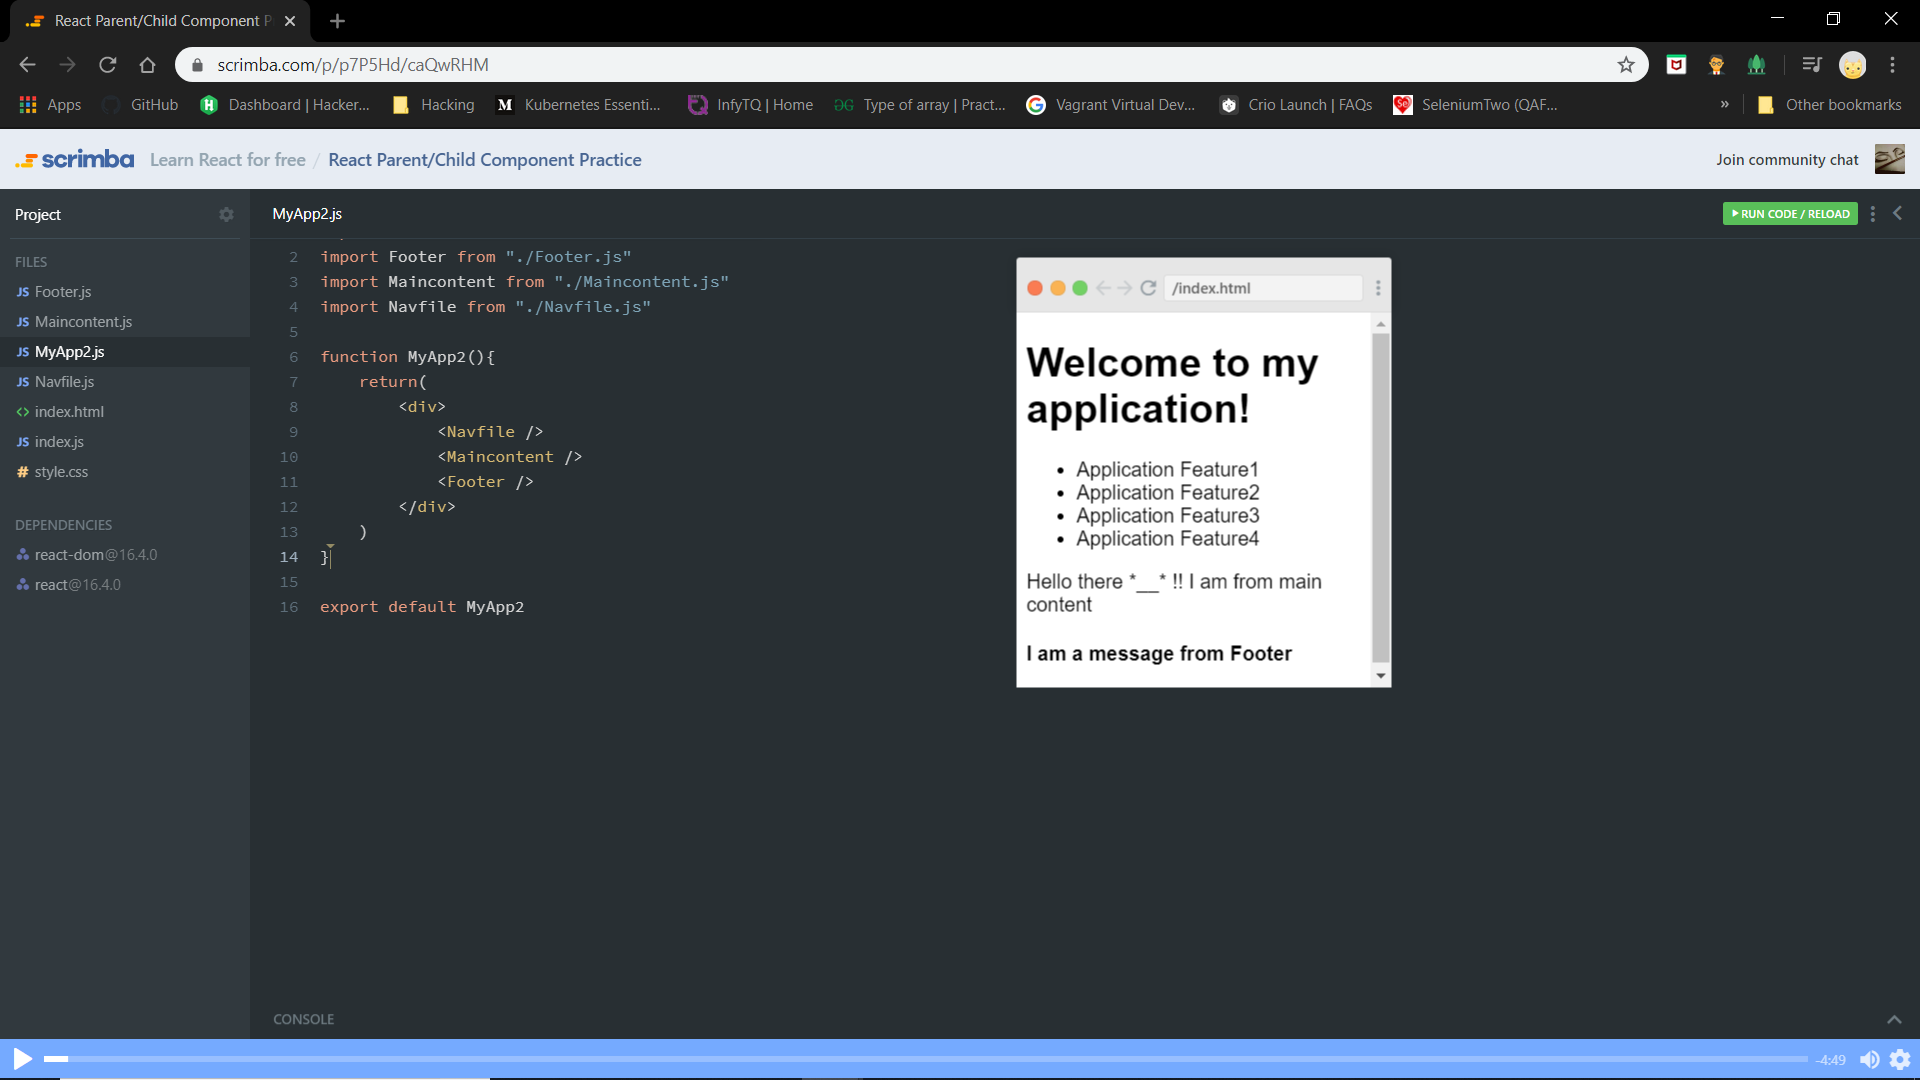 React Parent/Child Component P
scrimba.com/p/p7P5Hd/caQwRHM
Apps GitHub Dashboard | Hacker... Hacking Kubernetes Essenti... InfyTQ | Home Type of array | Pract... Vagrant Virtual Dev... Crio Launch | FAQs SeleniumTwo (QAF... » Other bookmarks
scrimba Learn React for free / React Parent/Child Component Practice Join community chat
Project
MyApp2.js
RUN CODE / RELOAD
FILES
JS Footer.js
JS Maincontent.js
JS MyApp2.js
JS Navfile.js
<> index.html
JS index.js
# style.css
DEPENDENCIES
react-dom@16.4.0
react@16.4.0
2 import Footer from "./Footer.js"
3 import Maincontent from "./Maincontent.js"
4 import Navfile from "./Navfile.js"
5
6 function MyApp2(){
7 return(
8 <div>
9 <Navfile />
10 <Maincontent />
11 <Footer />
12 </div>
13 )
14 }
15
16 export default MyApp2
/index.html
Welcome to my
application!
• Application Feature1
• Application Feature2
• Application Feature3
• Application Feature4
Hello there *__* !! I am from main
content
I am a message from Footer
CONSOLE
-4:49